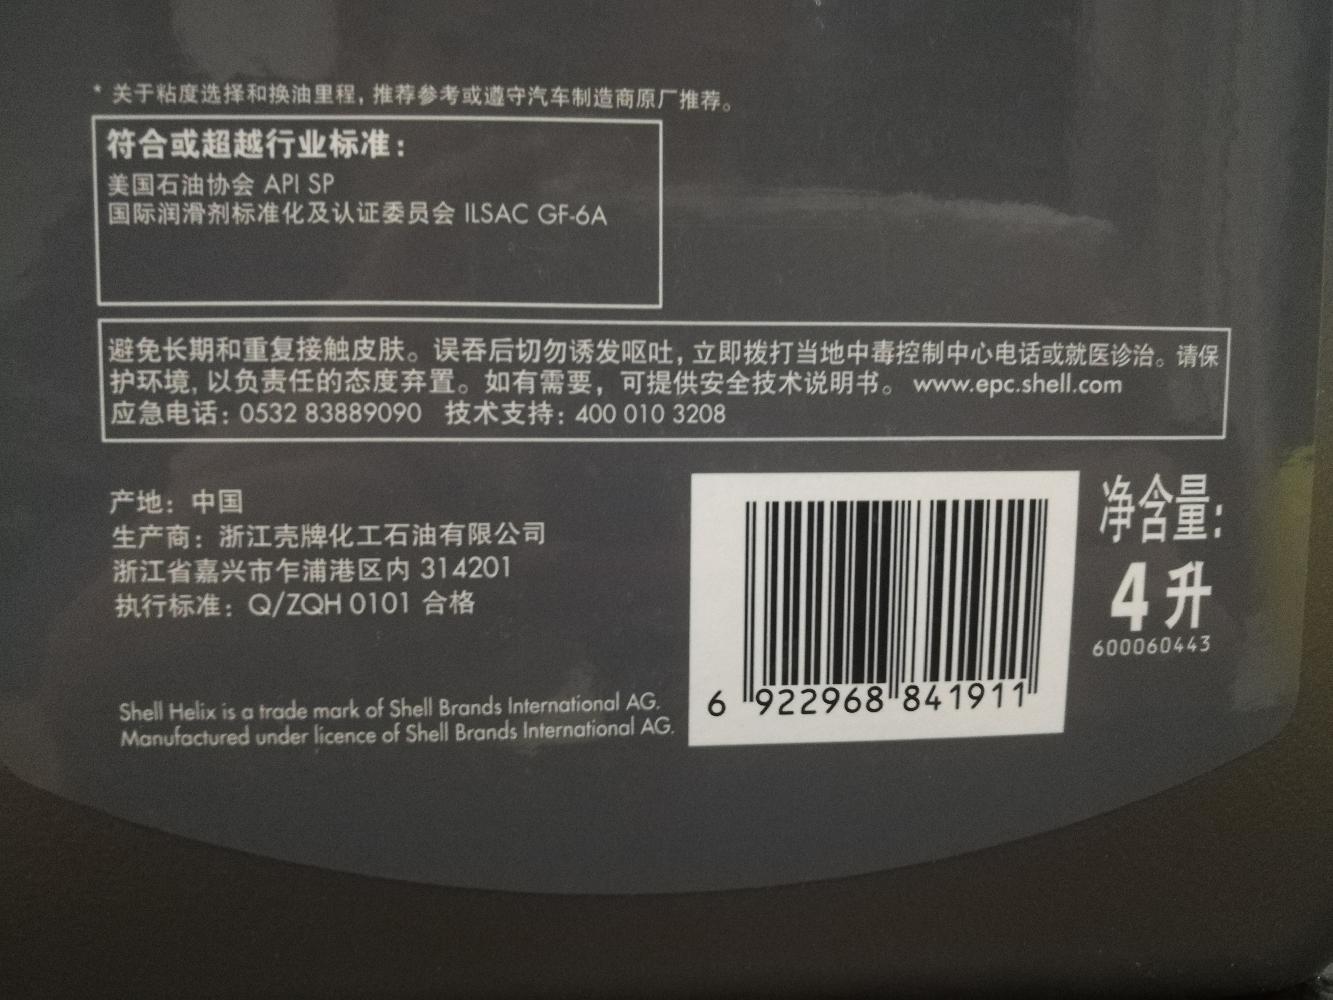 * 关于粘度选择和换油里程，推荐参考或遵守汽车制造商原厂推荐。
符合或超越行业标准：
美国石油协会 API SP
国际润滑剂标准化及认证委员会 ILSAC GF-6A
避免长期和重复接触皮肤。误吞后切勿诱发呕吐，立即拨打当地中毒控制中心电话或就医诊治。请保
护环境，以负责任的态度弃置。如有需要，可提供安全技术说明书。 www.epc.shell.com
应急电话：0532 83889090 技术支持：400 010 3208
产地：中国
生产商：浙江壳牌化工石油有限公司
浙江省嘉兴市乍浦港区内 314201
执行标准：Q/ZQH 0101 合格
Shell Helix is a trade mark of Shell Brands International AG.
Manufactured under licence of Shell Brands International AG.
6 922968 841911
净含量:
4 升
600060443